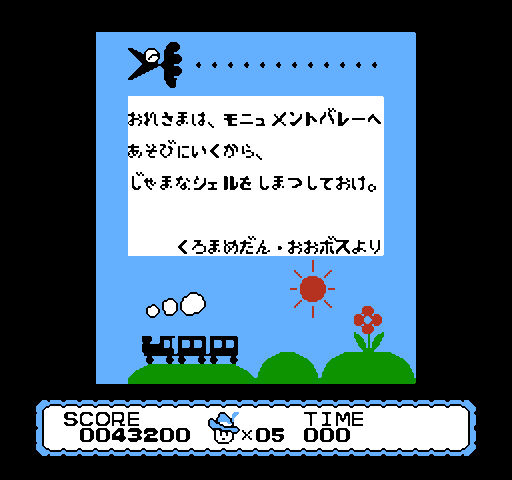 おれさまは、モニュメントバレーへ
あそびにいくから、
じゃまなシェルをしまつしておけ。
くろまめだん・おおボスより
SCORE
0043200
×05
TIME
000